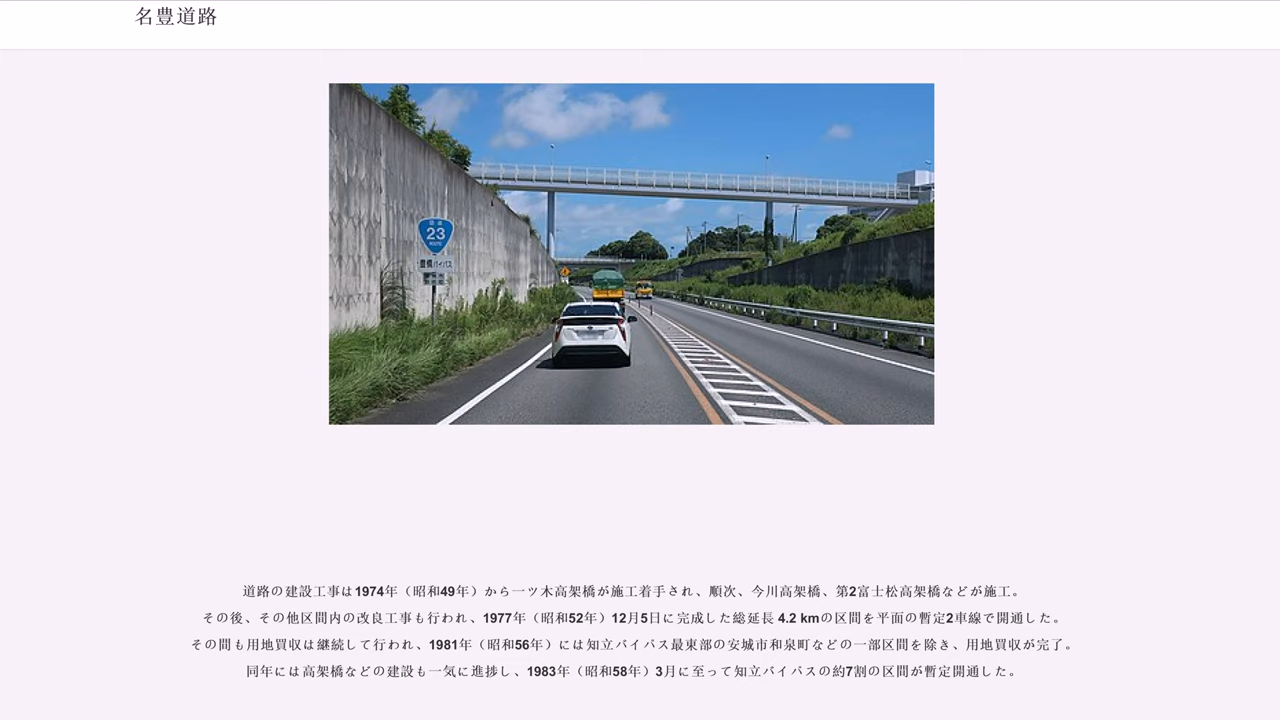 名豊道路
国道
23
ROUTE
豊橋バイパス
道路の建設工事は1974年（昭和49年）から一ツ木高架橋が施工着手され、順次、今川高架橋、第2富士松高架橋などが施工。
その後、その他区間内の改良工事も行われ、1977年（昭和52年）12月5日に完成した総延長 4.2 kmの区間を平面の暫定2車線で開通した。
その間も用地買収は継続して行われ、1981年（昭和56年）には知立バイパス最東部の安城市和泉町などの一部区間を除き、用地買収が完了。
同年には高架橋などの建設も一気に進捗し、1983年（昭和58年）3月に至って知立バイパスの約7割の区間が暫定開通した。